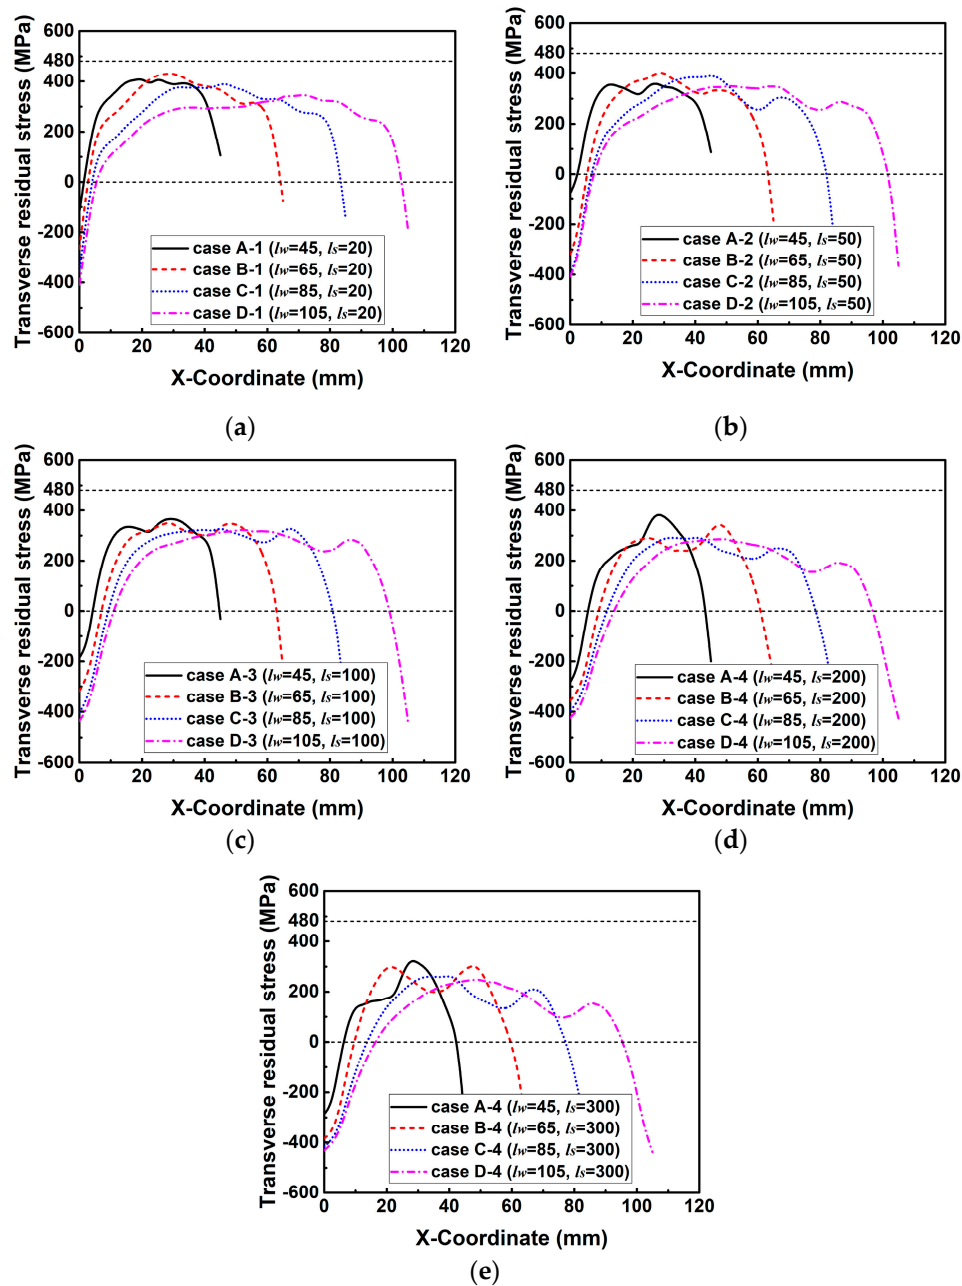 Transverse residual stress (MPa)
600
480
400
200
0
-200
-400
-600
case A-1 (lw=45, ls=20)
case B-1 (lw=65, ls=20)
case C-1 (lw=85, ls=20)
case D-1 (lw=105, ls=20)
0 20 40 60 80 100 120
X-Coordinate (mm)
(a)
Transverse residual stress (MPa)
600
480
400
200
0
-200
-400
-600
case A-2 (lw=45, ls=50)
case B-2 (lw=65, ls=50)
case C-2 (lw=85, ls=50)
case D-2 (lw=105, ls=50)
0 20 40 60 80 100 120
X-Coordinate (mm)
(b)
Transverse residual stress (MPa)
600
480
400
200
0
-200
-400
-600
case A-3 (lw=45, ls=100)
case B-3 (lw=65, ls=100)
case C-3 (lw=85, ls=100)
case D-3 (lw=105, ls=100)
0 20 40 60 80 100 120
X-Coordinate (mm)
(c)
Transverse residual stress (MPa)
600
480
400
200
0
-200
-400
-600
case A-4 (lw=45, ls=200)
case B-4 (lw=65, ls=200)
case C-4 (lw=85, ls=200)
case D-4 (lw=105, ls=200)
0 20 40 60 80 100 120
X-Coordinate (mm)
(d)
Transverse residual stress (MPa)
600
480
400
200
0
-200
-400
-600
case A-4 (lw=45, ls=300)
case B-4 (lw=65, ls=300)
case C-4 (lw=85, ls=300)
case D-4 (lw=105, ls=300)
0 20 40 60 80 100 120
X-Coordinate (mm)
(e)